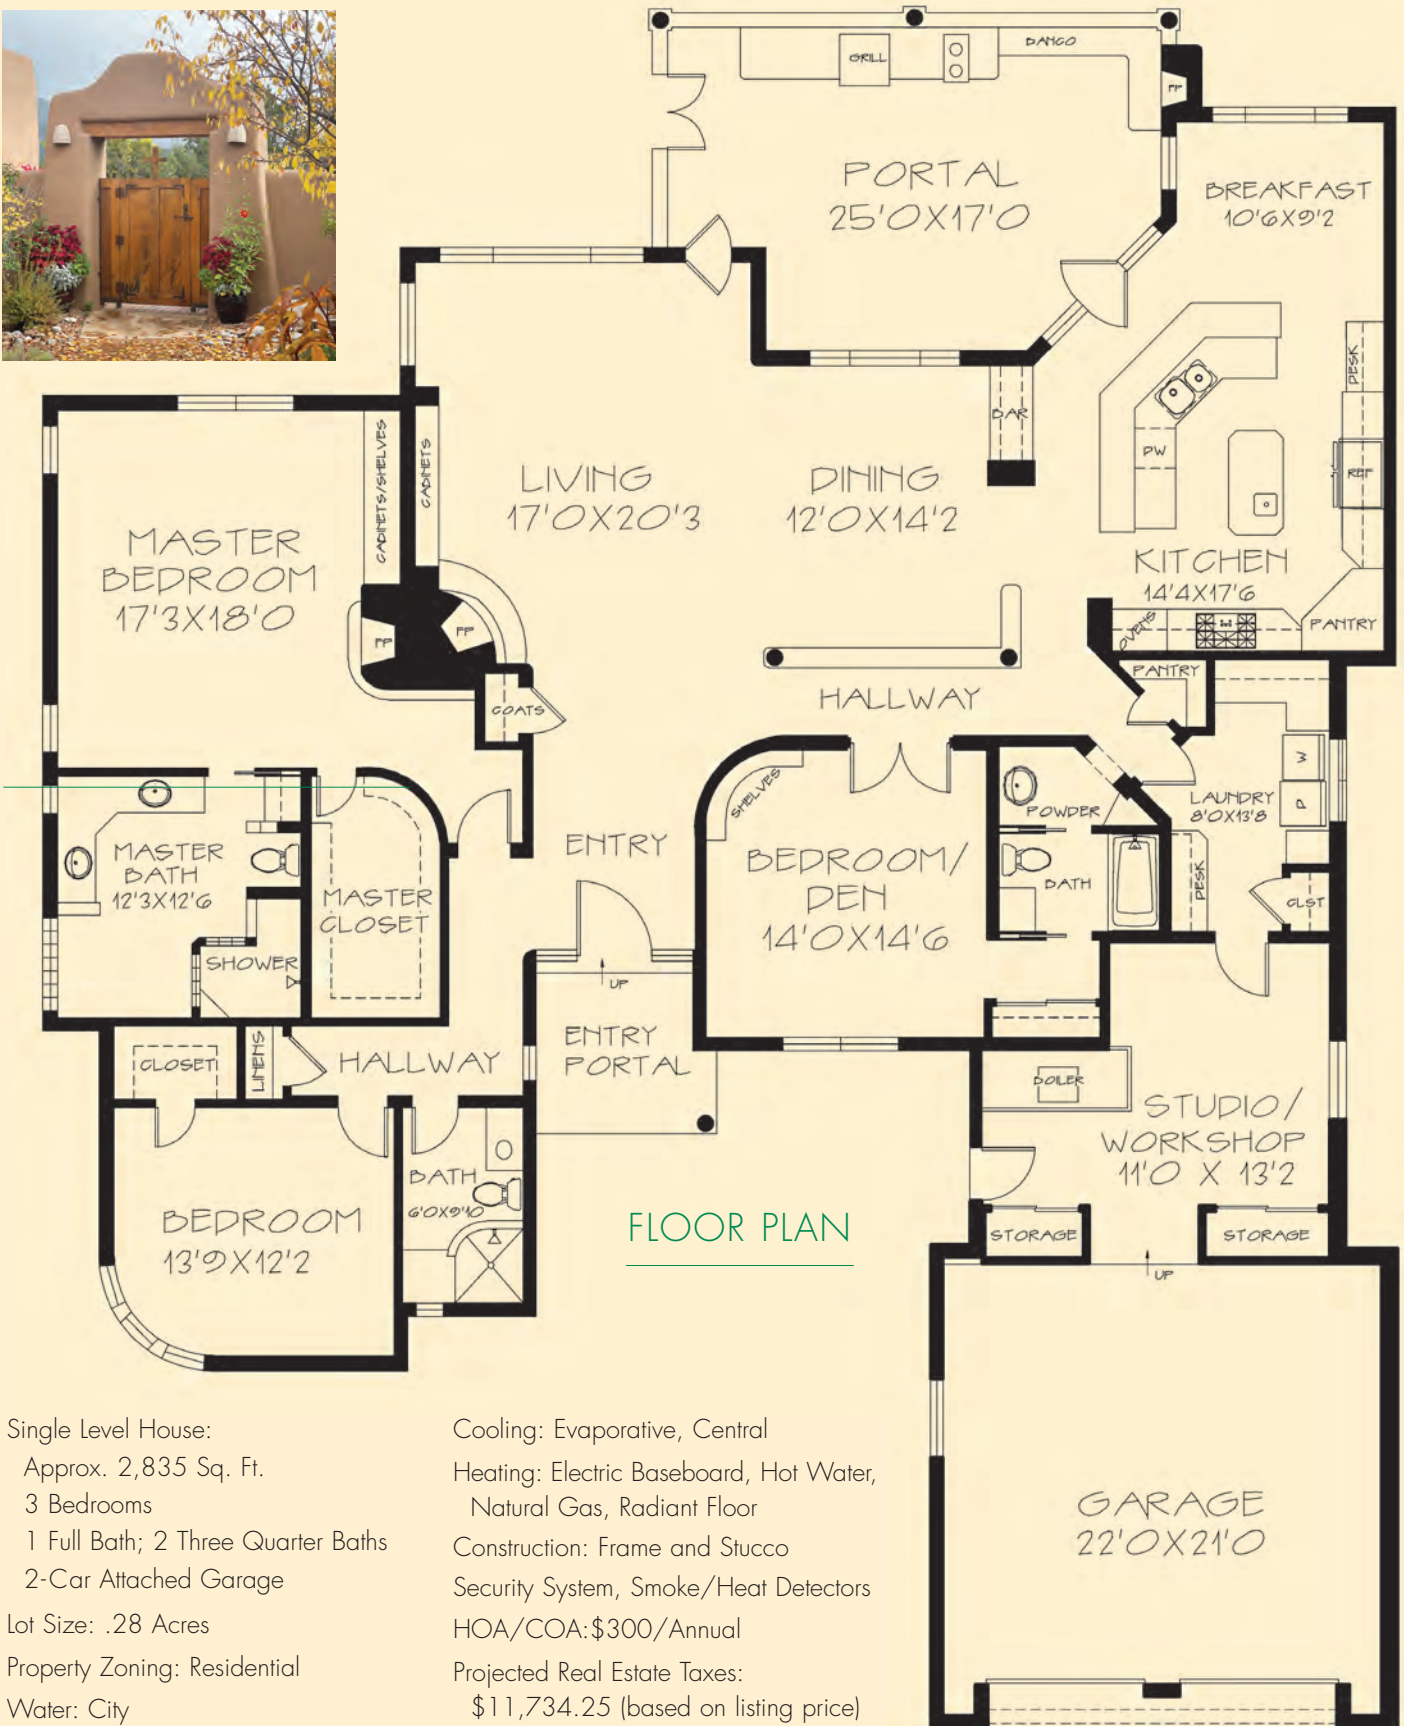 GRILL
BANCO
FP
PORTAL
25'0X17'0
BREAKFAST
10'6X9'2
DESK
BAR
DW
REF
CABINETS/SHELVES
CABINETS
LIVING
17'0X20'3
DINING
12'0X14'2
MASTER
BEDROOM
17'3X18'0
KITCHEN
14'4X17'6
FP
FP
OVENS
PANTRY
PANTRY
HALLWAY
COATS
W
D
SHELVES
POWDER
LAUNDRY
8'0X13'8
ENTRY
MASTER
BATH
12'3X12'6
BEDROOM/
DEN
14'0X14'6
BATH
DESK
CLST
MASTER
CLOSET
SHOWER
UP
ENTRY
PORTAL
CLOSET
LINENS
HALLWAY
BOILER
STUDIO/
WORKSHOP
11'0 X 13'2
BATH
6'0X9'10
BEDROOM
13'9X12'2
FLOOR PLAN
STORAGE
STORAGE
UP
GARAGE
22'0X21'0
Single Level House:
Approx. 2,835 Sq. Ft.
3 Bedrooms
1 Full Bath; 2 Three Quarter Baths
2-Car Attached Garage
Lot Size: .28 Acres
Property Zoning: Residential
Water: City
Cooling: Evaporative, Central
Heating: Electric Baseboard, Hot Water,
Natural Gas, Radiant Floor
Construction: Frame and Stucco
Security System, Smoke/Heat Detectors
HOA/COA:$300/Annual
Projected Real Estate Taxes:
$11,734.25 (based on listing price)